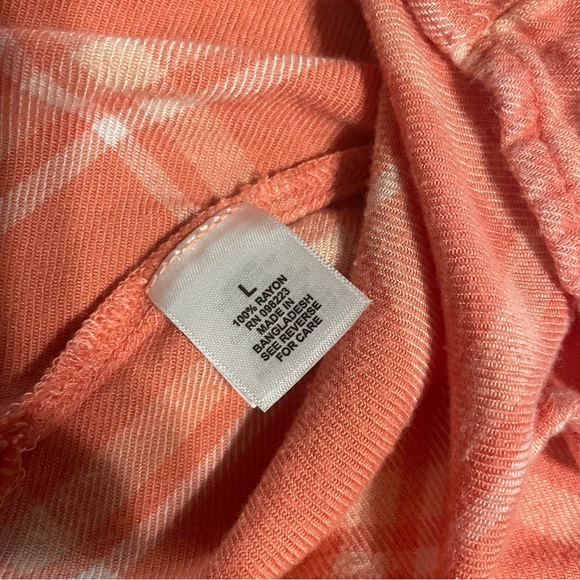 L
100% RAYON
RN 098223
MADE IN
BANGLADESH
SEE REVERSE
FOR CARE